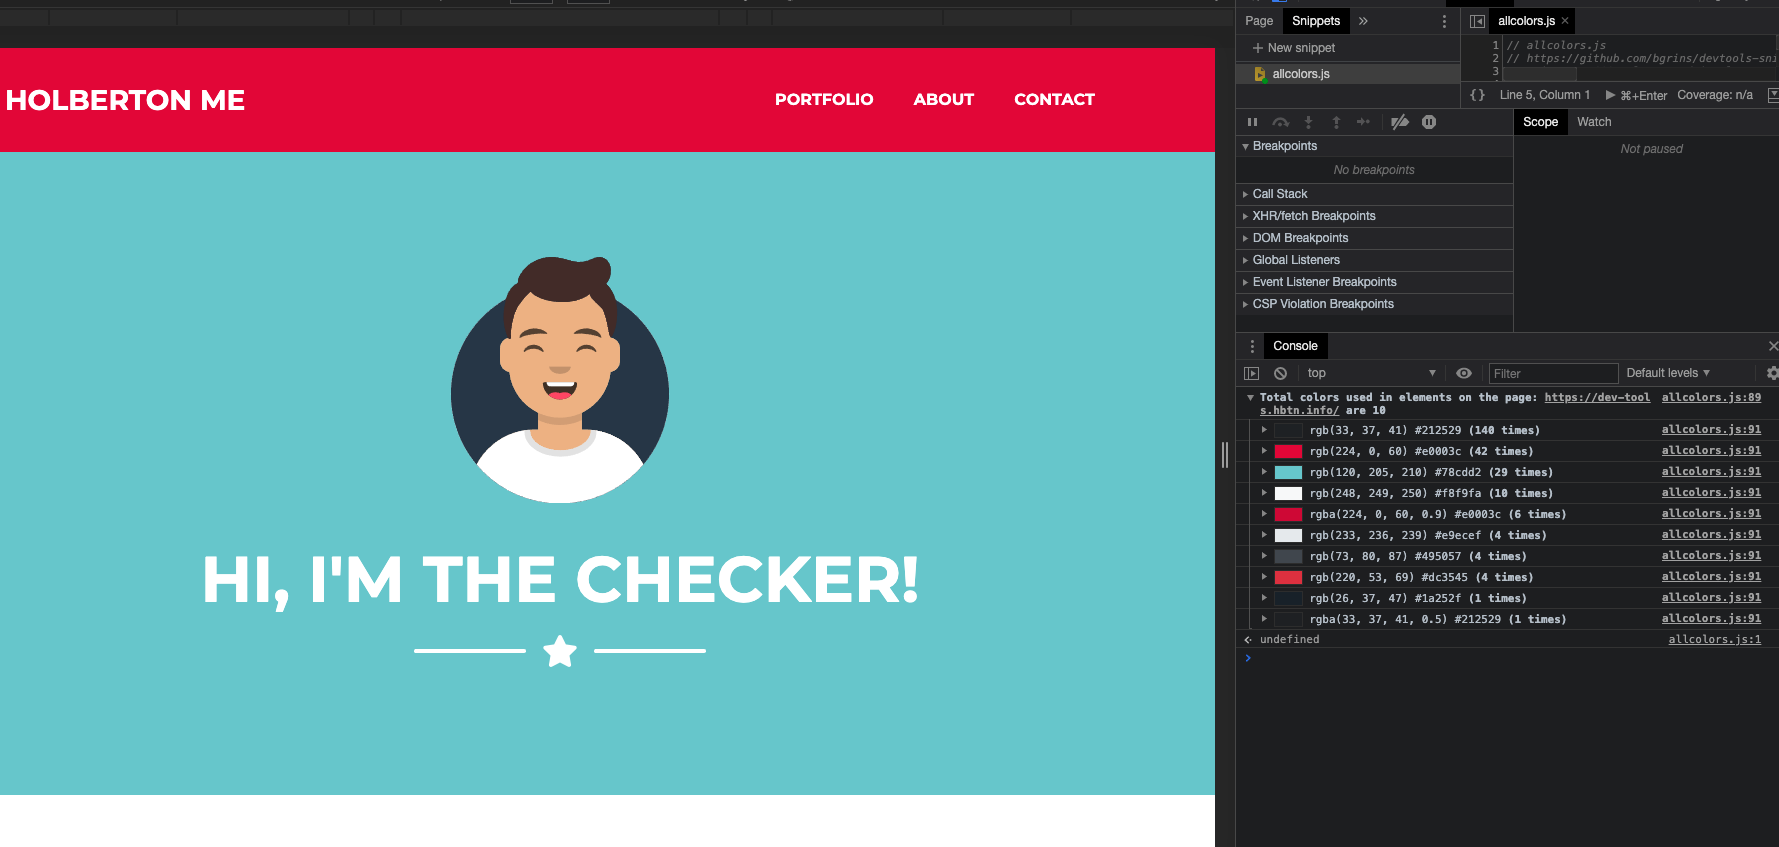 HOLBERTON ME
PORTFOLIO ABOUT CONTACT
HI, I'M THE CHECKER!
Page Snippets
New snippet
allcolors.js
allcolors.js
1 // allcolors.js
2 // https://github.com/bgrins/devtools-sni
3
{} Line 5, Column 1 ⌘+Enter Coverage: n/a
Breakpoints
No breakpoints
Call Stack
XHR/fetch Breakpoints
DOM Breakpoints
Global Listeners
Event Listener Breakpoints
CSP Violation Breakpoints
Scope Watch
Not paused
Console
top Filter Default levels
Total colors used in elements on the page: https://dev-tool allcolors.js:89
s.hbtn.info/ are 10
rgb(33, 37, 41) #212529 (140 times) allcolors.js:91
rgb(224, 0, 60) #e0003c (42 times) allcolors.js:91
rgb(120, 205, 210) #78cdd2 (29 times) allcolors.js:91
rgb(248, 249, 250) #f8f9fa (10 times) allcolors.js:91
rgba(224, 0, 60, 0.9) #e0003c (6 times) allcolors.js:91
rgb(233, 236, 239) #e9ecef (4 times) allcolors.js:91
rgb(73, 80, 87) #495057 (4 times) allcolors.js:91
rgb(220, 53, 69) #dc3545 (4 times) allcolors.js:91
rgb(26, 37, 47) #1a252f (1 times) allcolors.js:91
rgba(33, 37, 41, 0.5) #212529 (1 times) allcolors.js:91
undefined allcolors.js:1